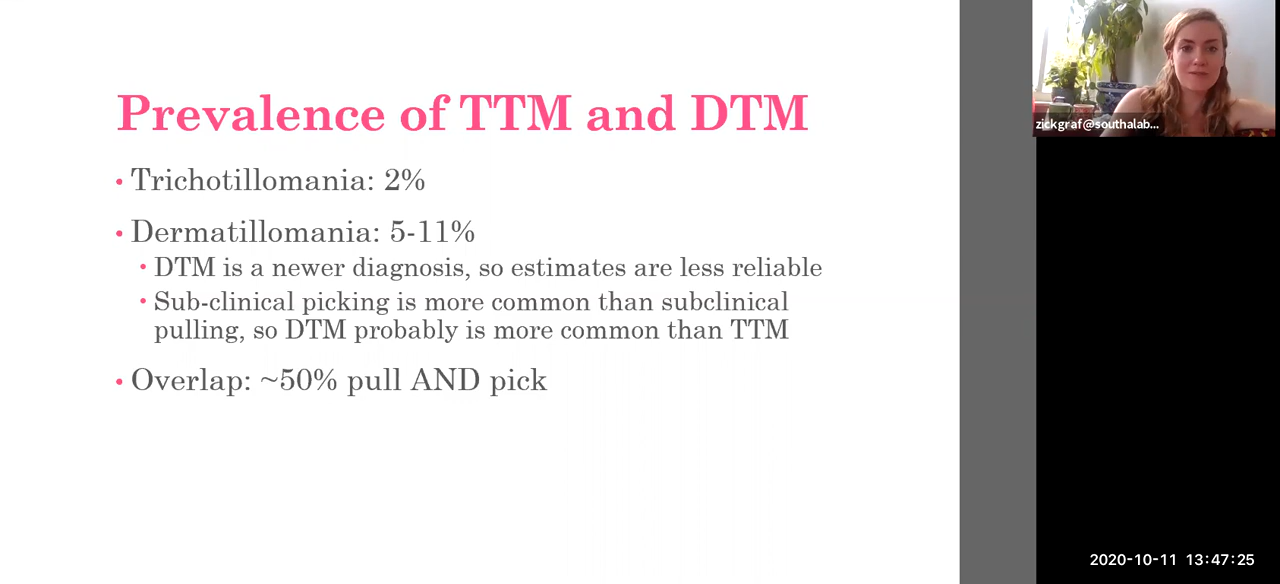 Prevalence of TTM and DTM
• Trichotillomania: 2%
• Dermatillomania: 5-11%
• DTM is a newer diagnosis, so estimates are less reliable
• Sub-clinical picking is more common than subclinical
pulling, so DTM probably is more common than TTM
• Overlap: ~50% pull AND pick
zickgraf@southalab...
2020-10-11 13:47:25